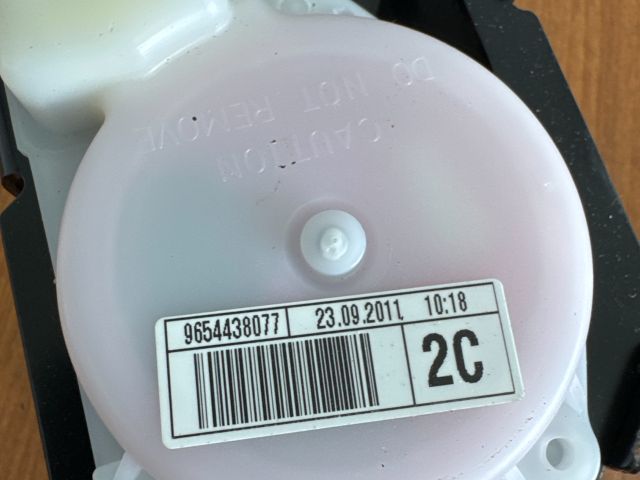 CAUTION
DO NOT REMOVE
9654438077 23.09.2011 10:18
2C